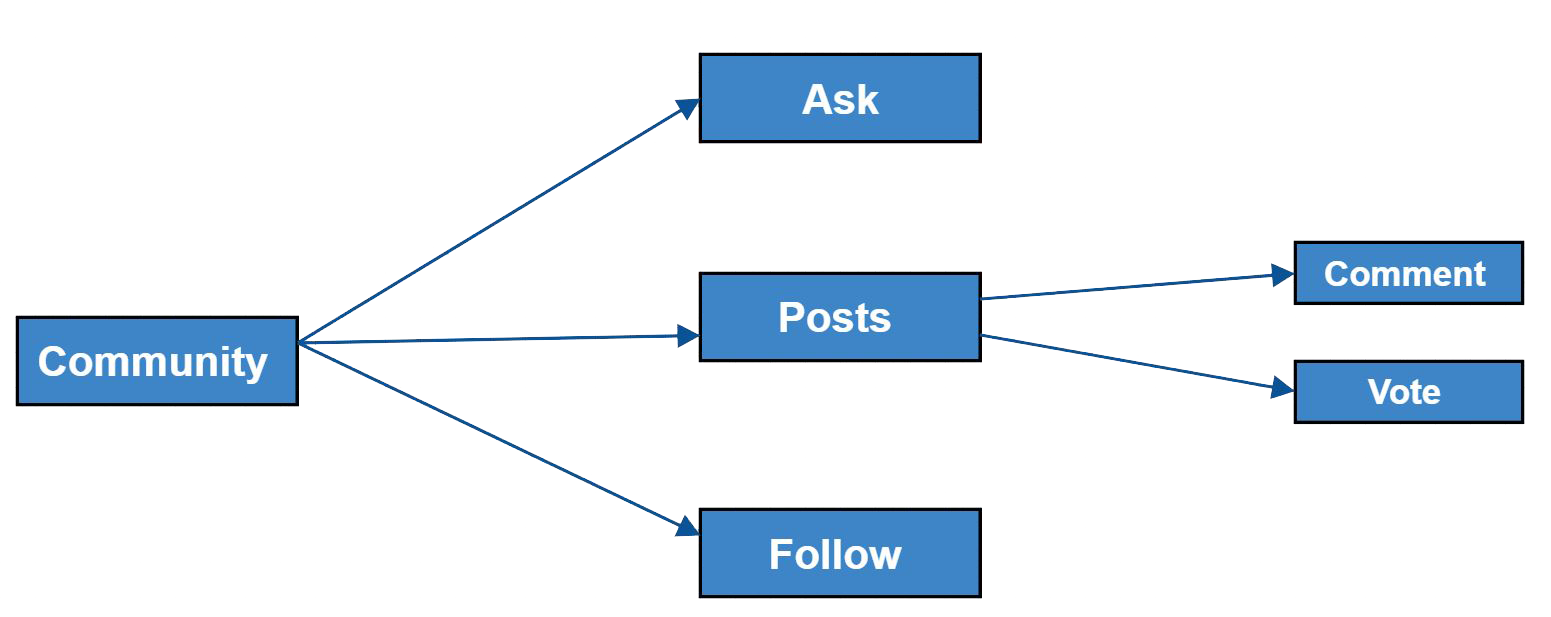 Ask
Posts
Comment
Community
Vote
Follow